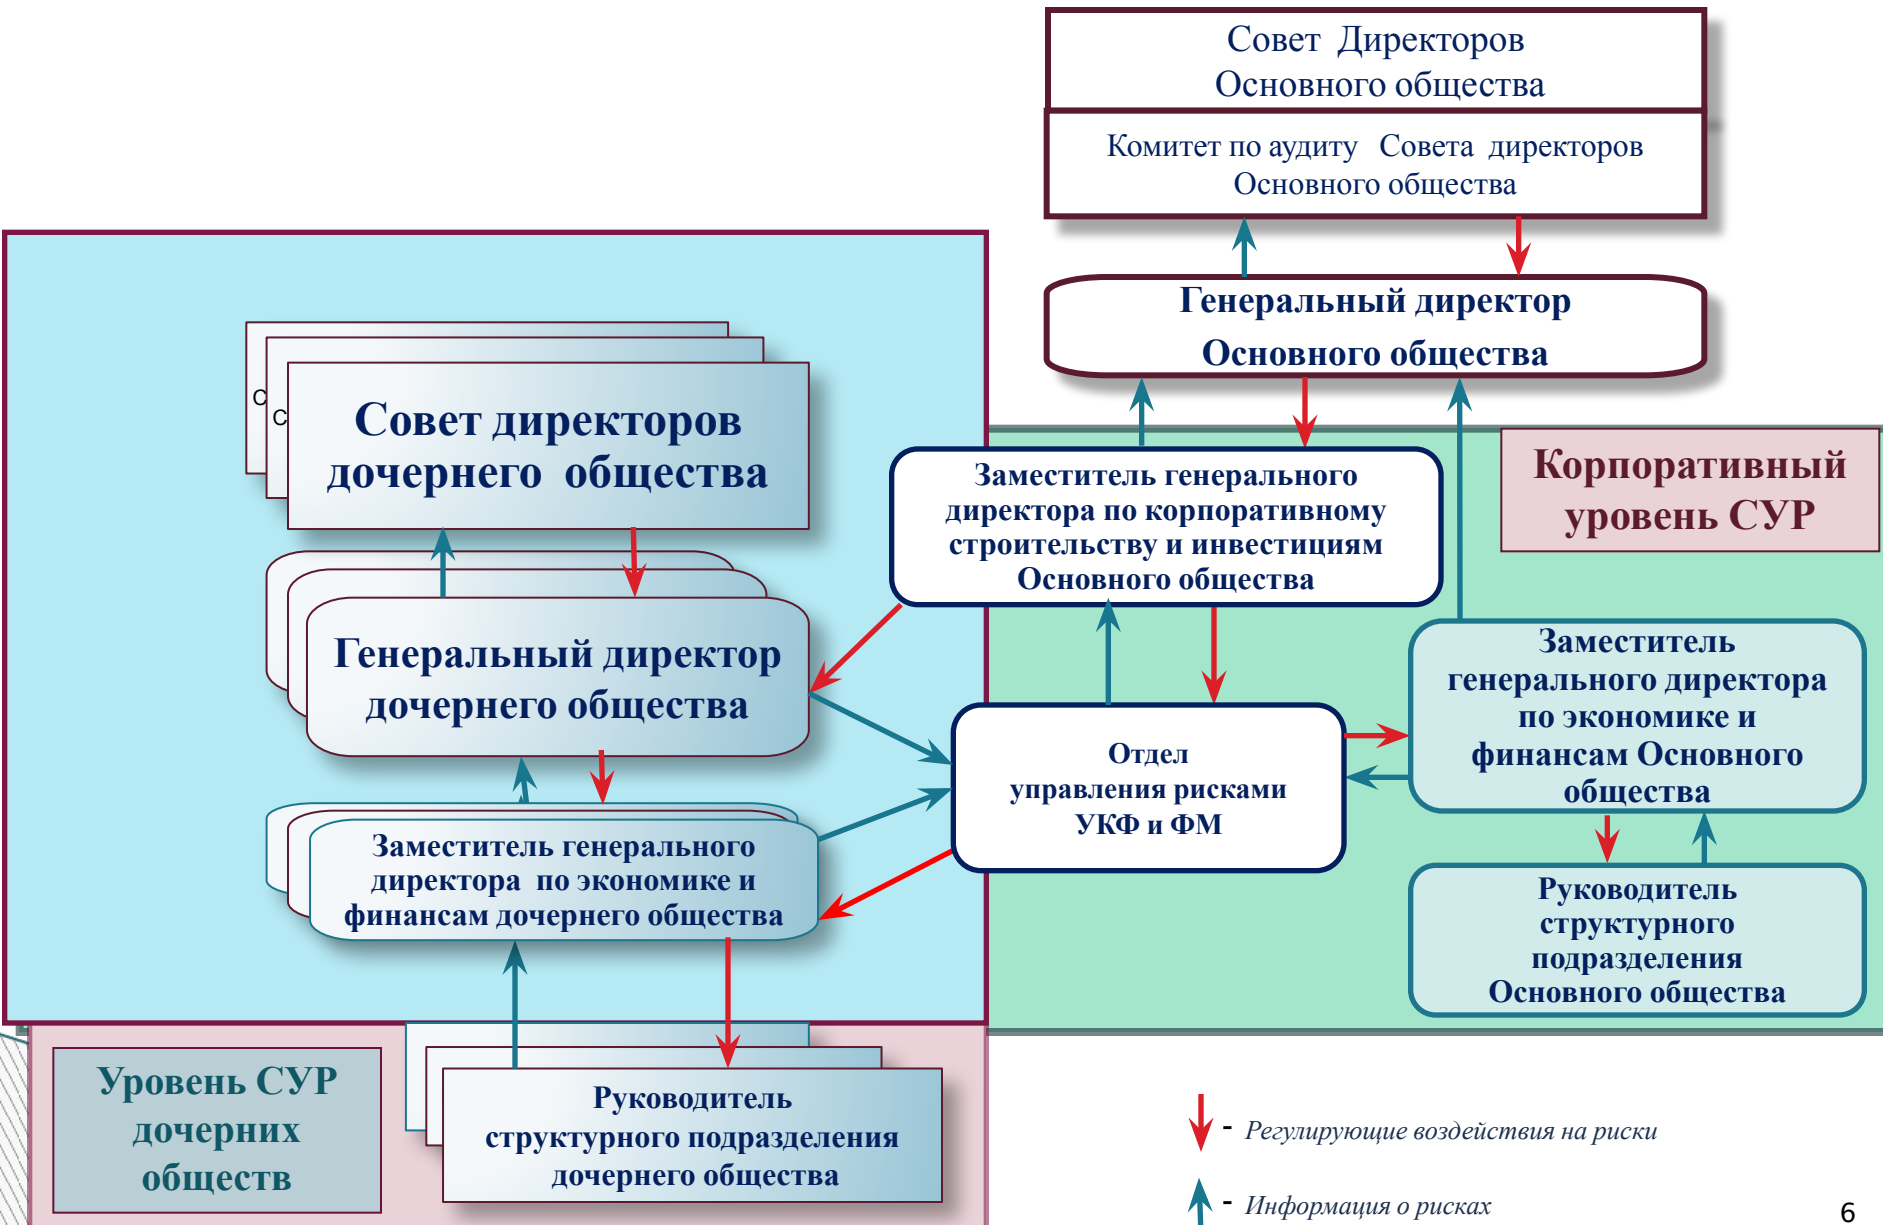 Совет Директоров
Основного общества
Комитет по аудиту Совета директоров
Основного общества
Генеральный директор
Основного общества
С
С
Совет директоров
дочернего общества
Заместитель генерального
директора по корпоративному
строительству и инвестициям
Основного общества
Корпоративный
уровень СУР
Генеральный директор
дочернего общества
Заместитель
генерального директора
по экономике и
финансам Основного
общества
Отдел
управления рисками
УКФ и ФМ
Заместитель генерального
директора по экономике и
финансам дочернего общества
Руководитель
структурного
подразделения
Основного общества
Уровень СУР
дочерних
обществ
Руководитель
структурного подразделения
дочернего общества
- Регулирующие воздействия на риски
- Информация о рисках
6